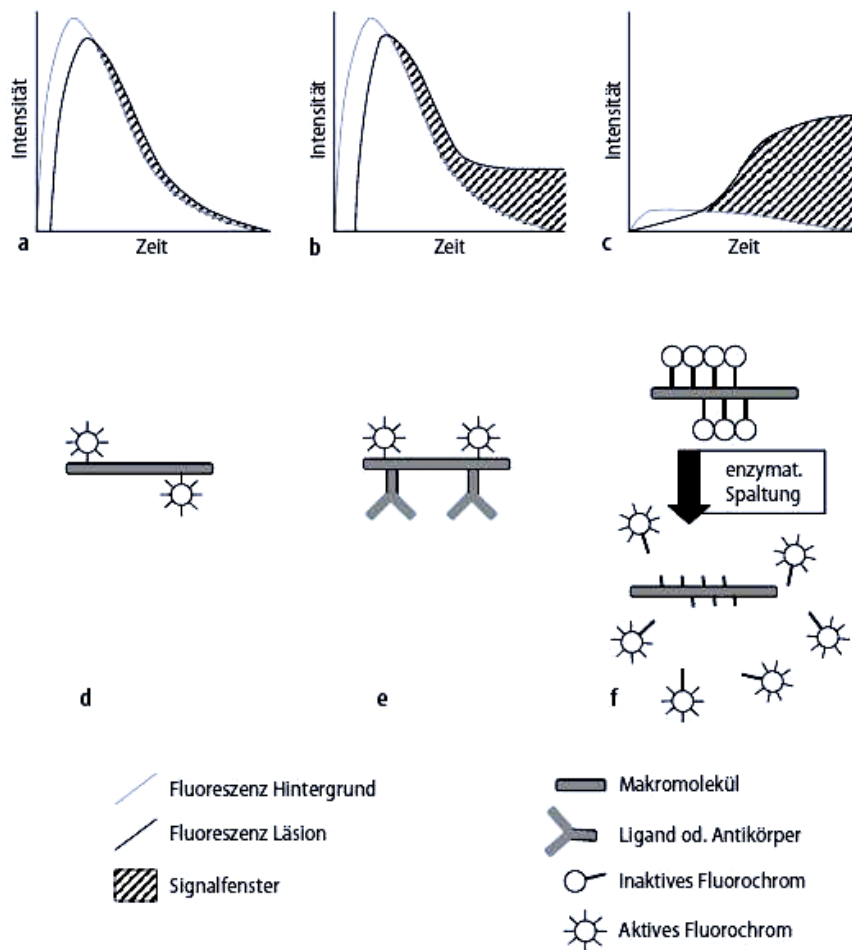 Intensität
Intensität
Intensität
a
Zeit
b
Zeit
c
Zeit
enzymat.
Spaltung
d
e
f
Fluoreszenz Hintergrund
Fluoreszenz Läsion
Signalfenster
Makromolekül
Ligand od. Antikörper
Inaktives Fluorochrom
Aktives Fluorochrom